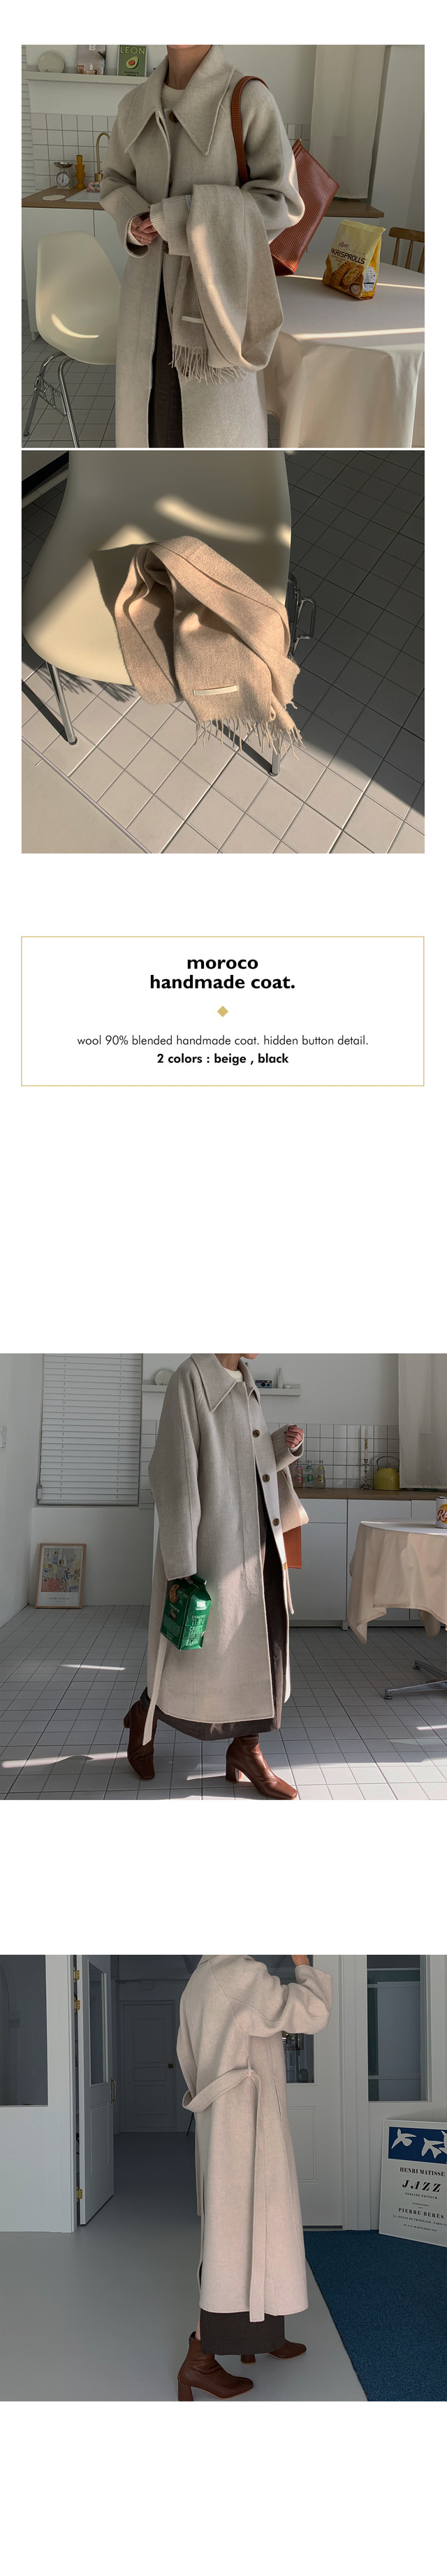 LEON
moroco
handmade coat.
wool 90% blended handmade coat. hidden button detail.
2 colors : beige , black
HENRI MATISSE
JAZZ
PIERRE BERÈS